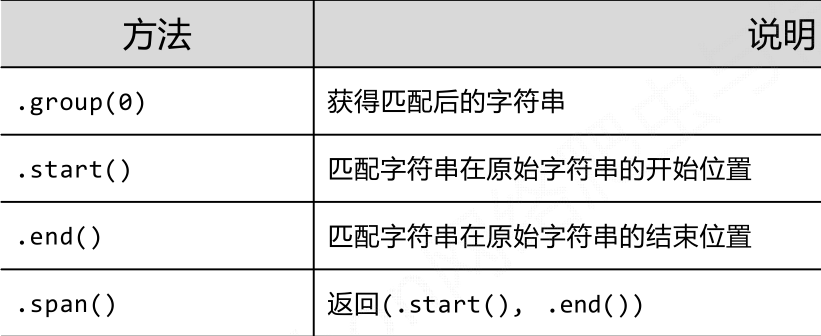 方法 说明
.group(0) 获得匹配后的字符串
.start() 匹配字符串在原始字符串的开始位置
.end() 匹配字符串在原始字符串的结束位置
.span() 返回(.start(), .end())